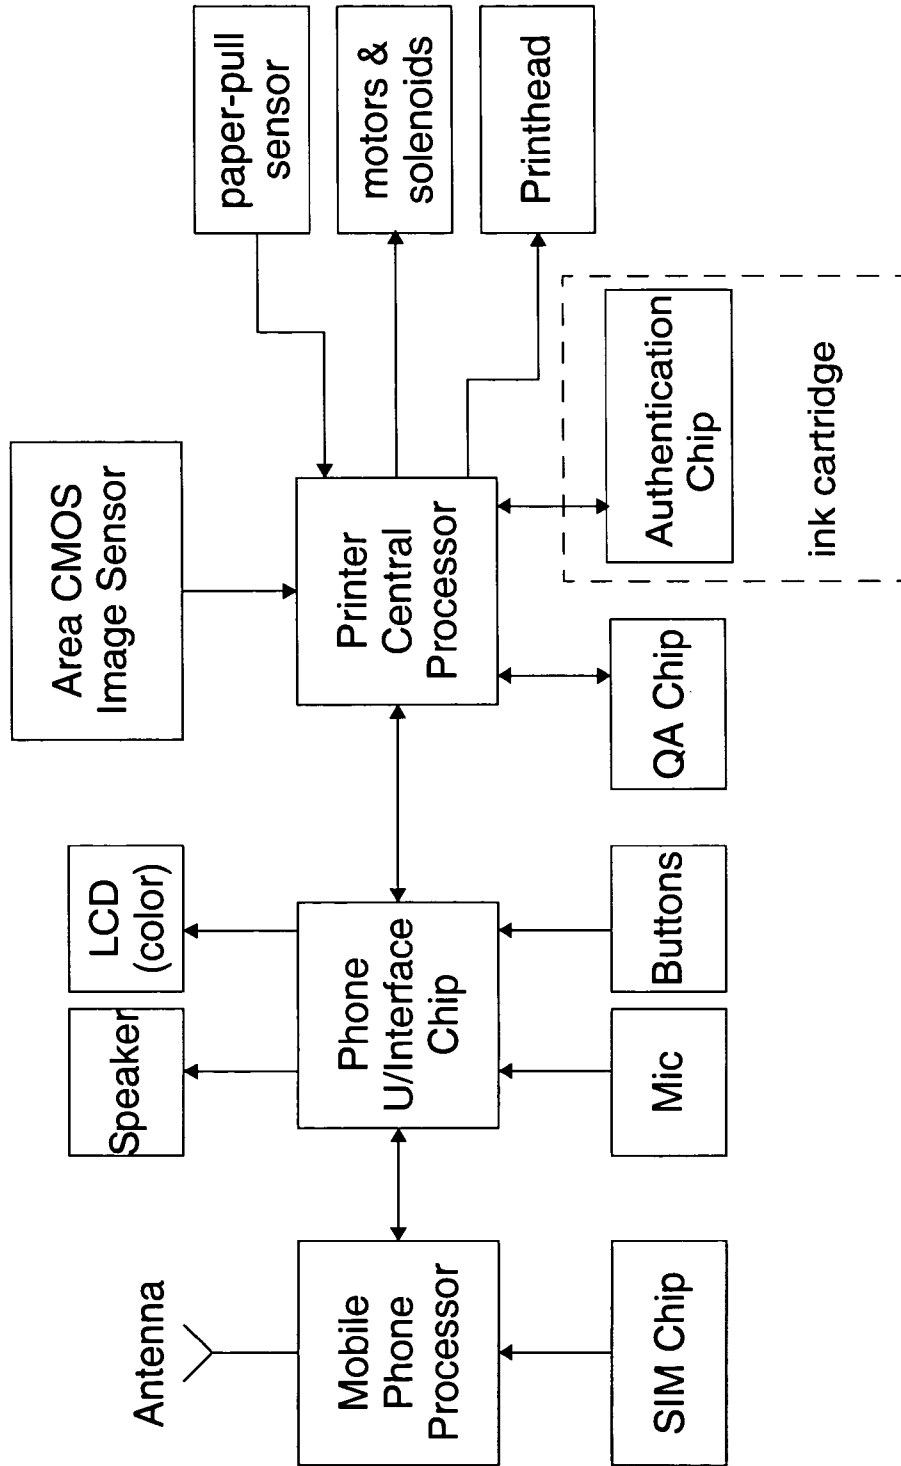 Antenna
Mobile
Phone
Processor
SIM Chip
Speaker
LCD
(color)
Phone
U/Interface
Chip
Mic
Buttons
Area CMOS
Image Sensor
Printer
Central
Processor
QA Chip
paper-pull
sensor
motors &
solenoids
Printhead
Authentication
Chip
ink cartridge